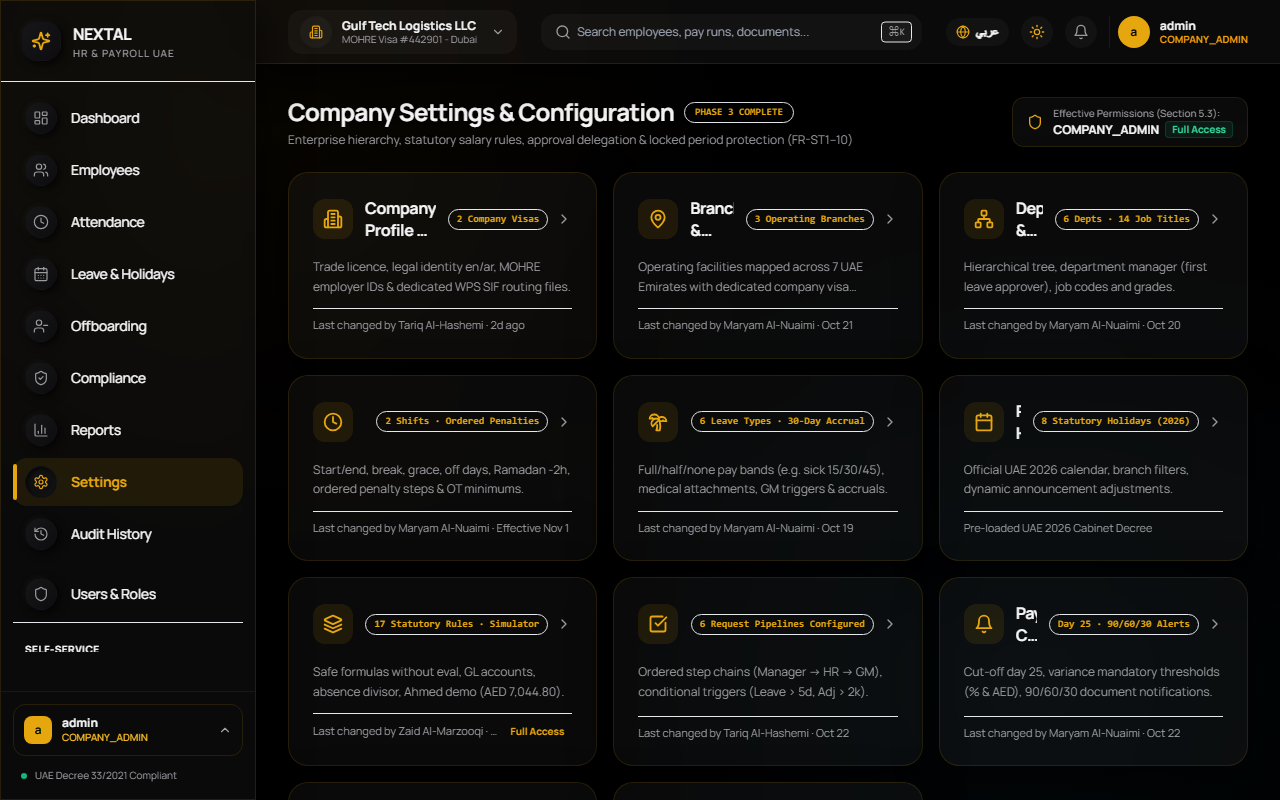 NEXTAL
HR & PAYROLL UAE
Gulf Tech Logistics LLC
MOHRE Visa #442901 - Dubai
Search employees, pay runs, documents...
⌘K
عربي
a
admin
COMPANY_ADMIN
Dashboard
Employees
Attendance
Leave & Holidays
Offboarding
Compliance
Reports
Settings
Audit History
Users & Roles
SELF-SERVICE
a
admin
COMPANY_ADMIN
UAE Decree 33/2021 Compliant
Company Settings & Configuration
PHASE 3 COMPLETE
Enterprise hierarchy, statutory salary rules, approval delegation & locked period protection (FR-ST1–10)
Effective Permissions (Section 5.3):
COMPANY_ADMIN Full Access
Company
Profile ...
2 Company Visas
Trade licence, legal identity en/ar, MOHRE
employer IDs & dedicated WPS SIF routing files.
Last changed by Tariq Al-Hashemi · 2d ago
Branc
&...
3 Operating Branches
Operating facilities mapped across 7 UAE
Emirates with dedicated company visa...
Last changed by Maryam Al-Nuaimi · Oct 21
Dep
&...
6 Depts · 14 Job Titles
Hierarchical tree, department manager (first
leave approver), job codes and grades.
Last changed by Maryam Al-Nuaimi · Oct 20
2 Shifts · Ordered Penalties
Start/end, break, grace, off days, Ramadan -2h,
ordered penalty steps & OT minimums.
Last changed by Maryam Al-Nuaimi · Effective Nov 1
6 Leave Types · 30-Day Accrual
Full/half/none pay bands (e.g. sick 15/30/45),
medical attachments, GM triggers & accruals.
Last changed by Maryam Al-Nuaimi · Oct 19
8 Statutory Holidays (2026)
Official UAE 2026 calendar, branch filters,
dynamic announcement adjustments.
Pre-loaded UAE 2026 Cabinet Decree
17 Statutory Rules · Simulator
Safe formulas without eval, GL accounts,
absence divisor, Ahmed demo (AED 7,044.80).
Last changed by Zaid Al-Marzooqi · ...
Full Access
6 Request Pipelines Configured
Ordered step chains (Manager → HR → GM),
conditional triggers (Leave > 5d, Adj > 2k).
Last changed by Tariq Al-Hashemi · Oct 22
Pay
C...
Day 25 · 90/60/30 Alerts
Cut-off day 25, variance mandatory thresholds
(% & AED), 90/60/30 document notifications.
Last changed by Maryam Al-Nuaimi · Oct 22